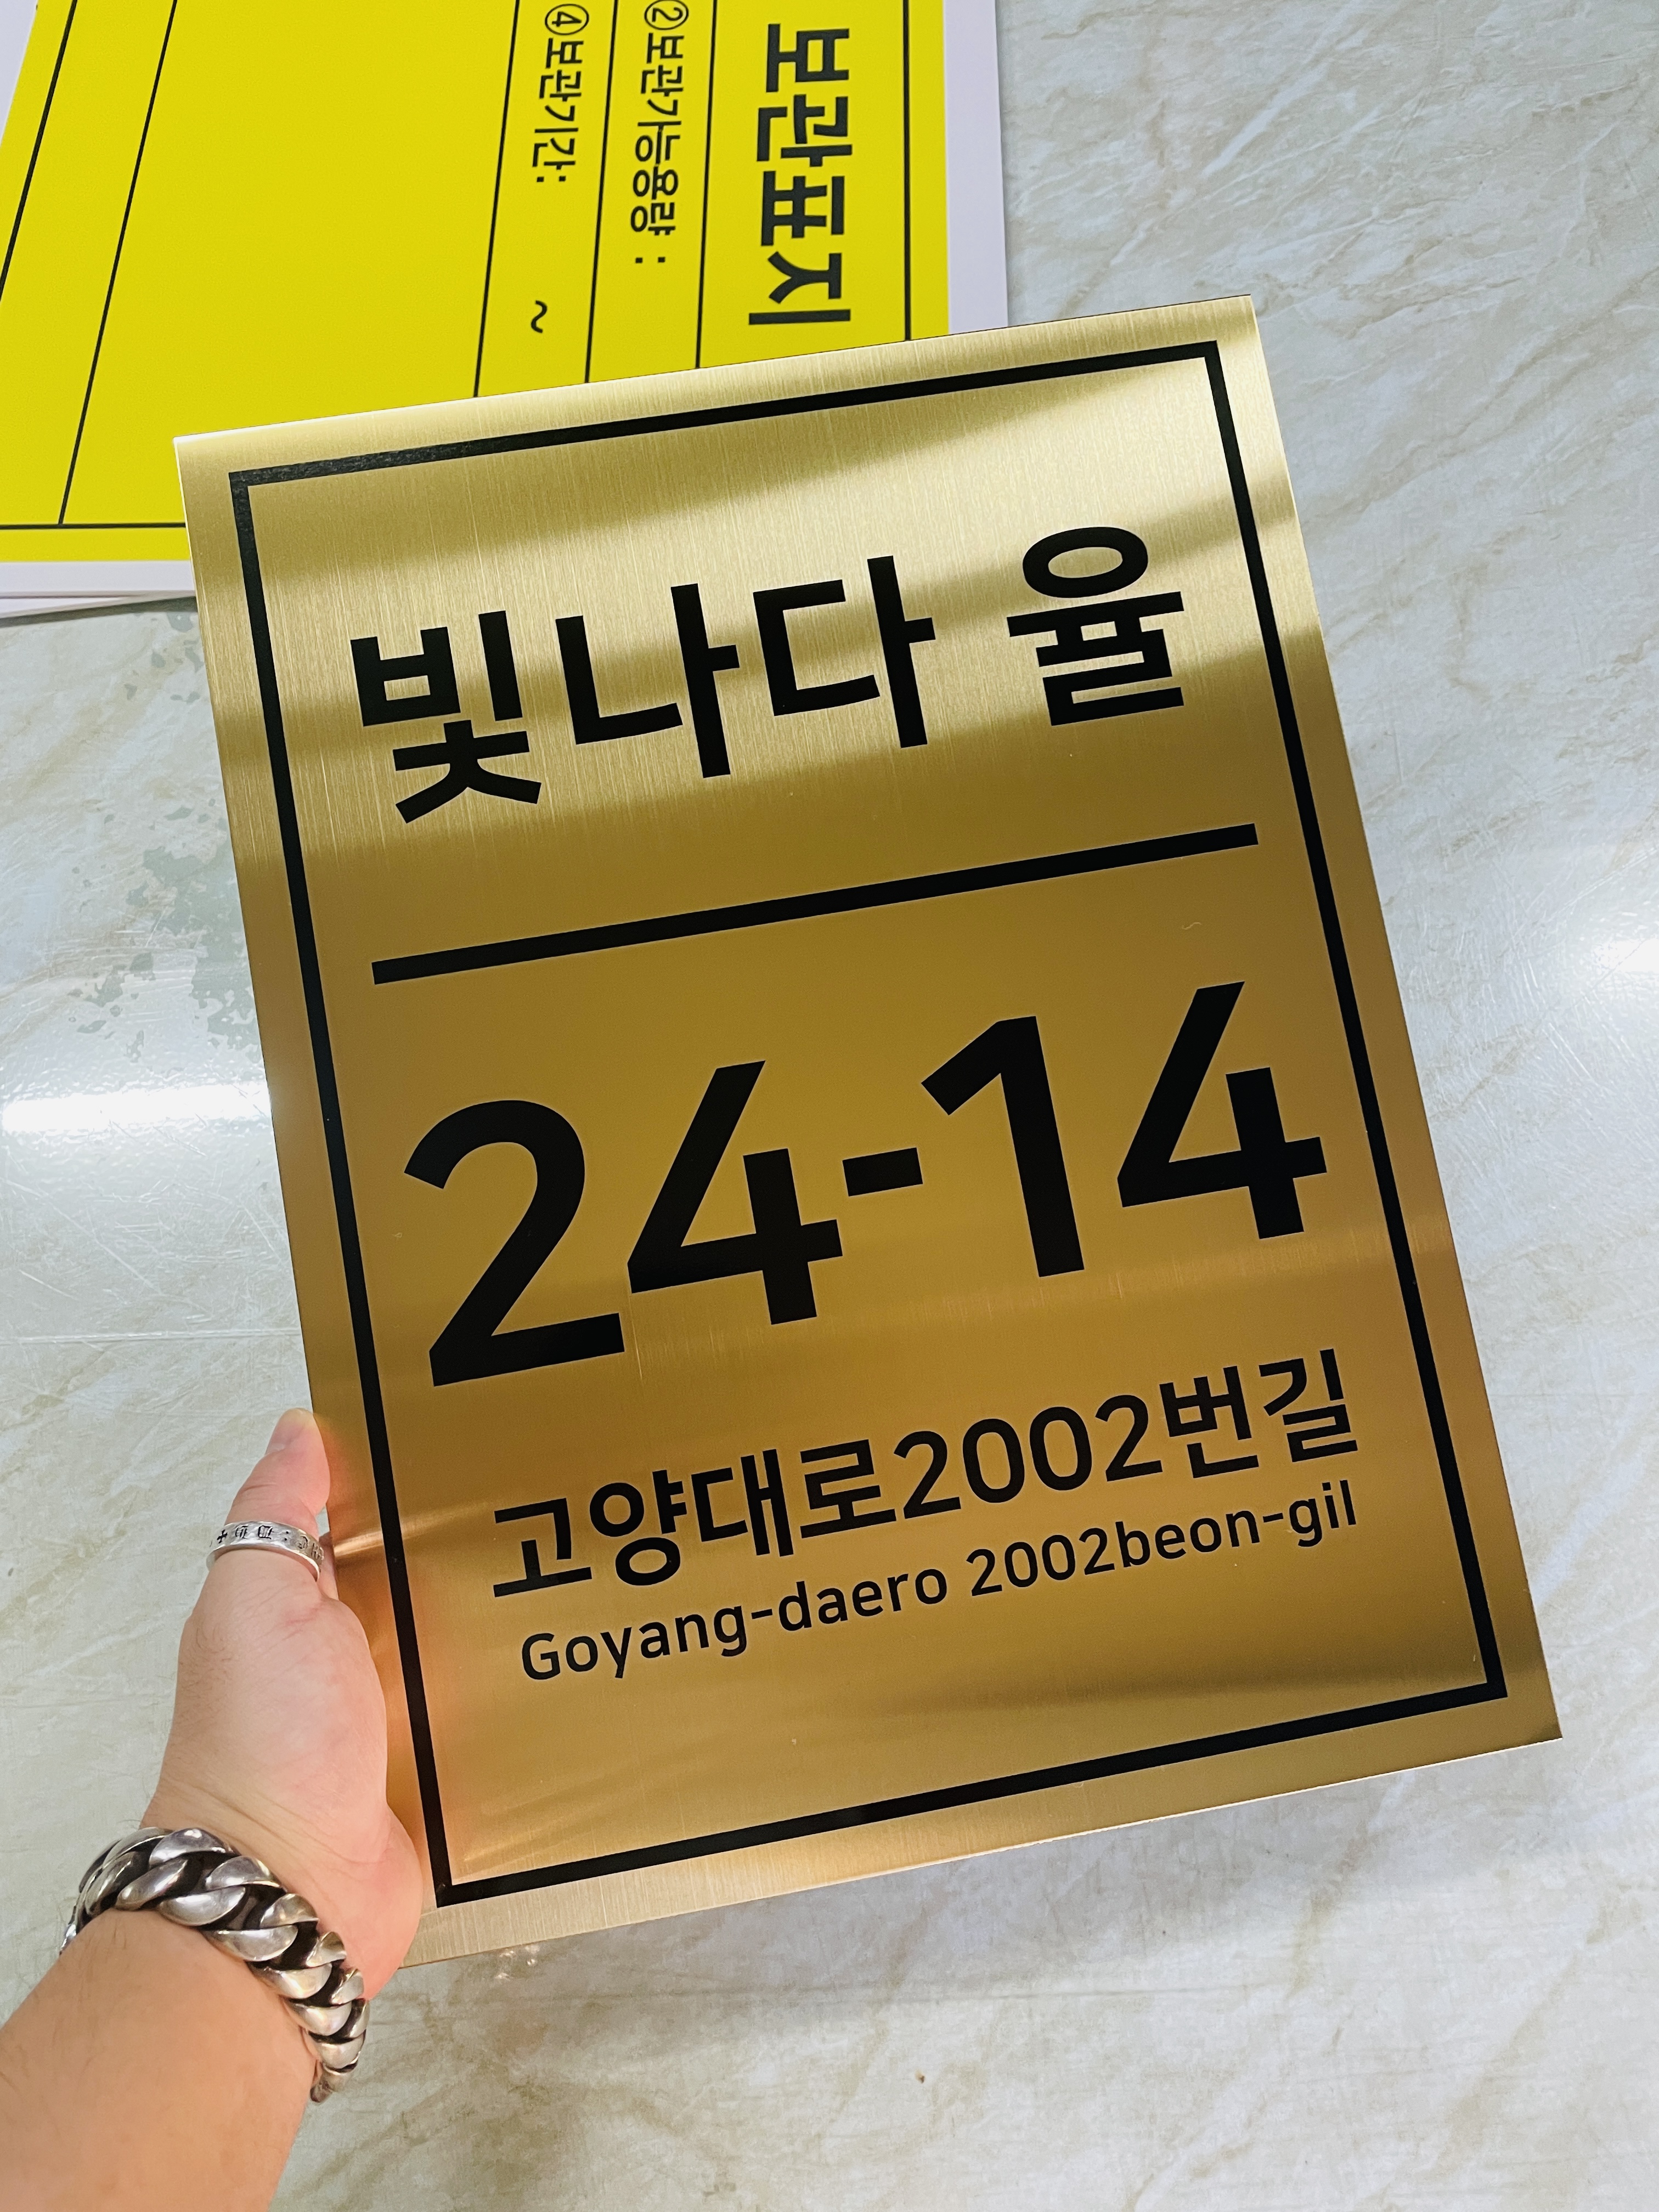 보관표지
②보관가능용량 :
④보관기간: ~
빛나다 율
24-14
고양대로2002번길
Goyang-daero 2002beon-gil